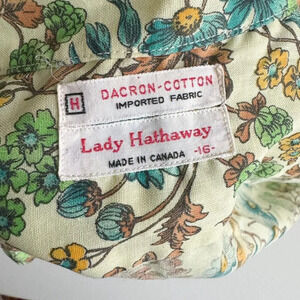 H DACRON-COTTON
IMPORTED FABRIC
Lady Hathaway
MADE IN CANADA -16-